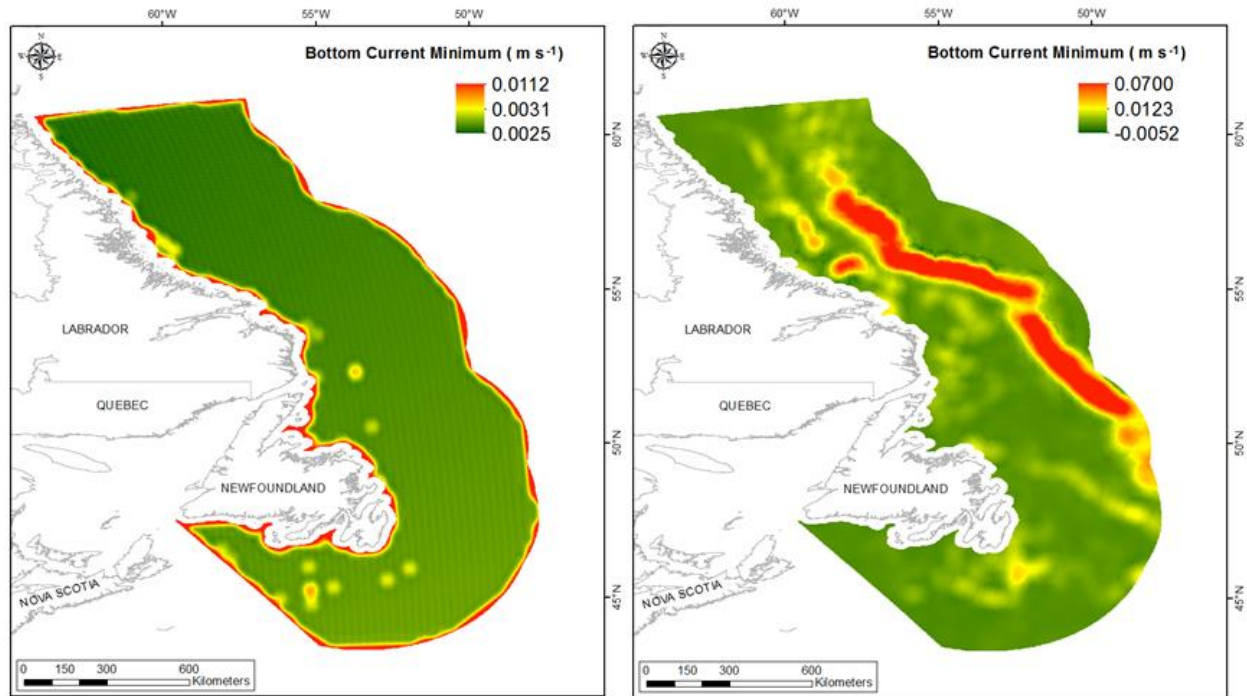 60°W 55°W 50°W
N
W E
S
Bottom Current Minimum ( m s -1)
0.0112
0.0031
0.0025
60°N
55°N
50°N
45°N
LABRADOR
QUEBEC
NEWFOUNDLAND
NOVA SCOTIA
0 150 300 600
Kilometers
60°W 55°W 50°W
N
W E
S
Bottom Current Minimum ( m s -1)
0.0700
0.0123
-0.0052
60°N
55°N
50°N
45°N
LABRADOR
QUEBEC
NEWFOUNDLAND
NOVA SCOTIA
0 150 300 600
Kilometers